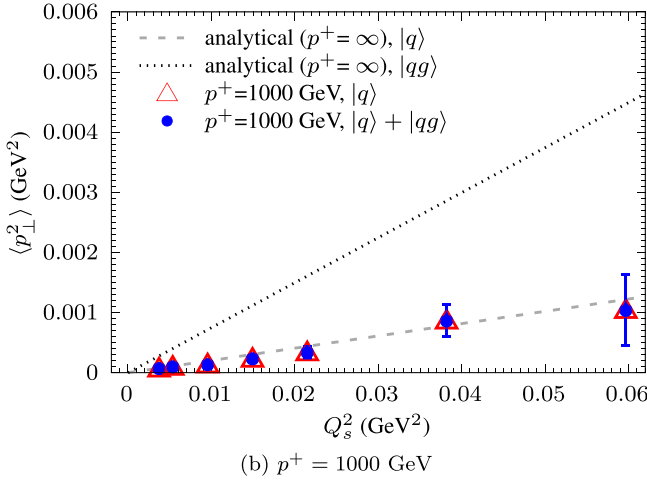 0.006
0.005
0.004
0.003
0.002
0.001
0
⟨p⊥²⟩ (GeV²)
analytical (p⁺= ∞), |q⟩
analytical (p⁺= ∞), |qg⟩
p⁺=1000 GeV, |q⟩
p⁺=1000 GeV, |q⟩ + |qg⟩
0 0.01 0.02 0.03 0.04 0.05 0.06
Qₛ² (GeV²)
(b) p⁺ = 1000 GeV